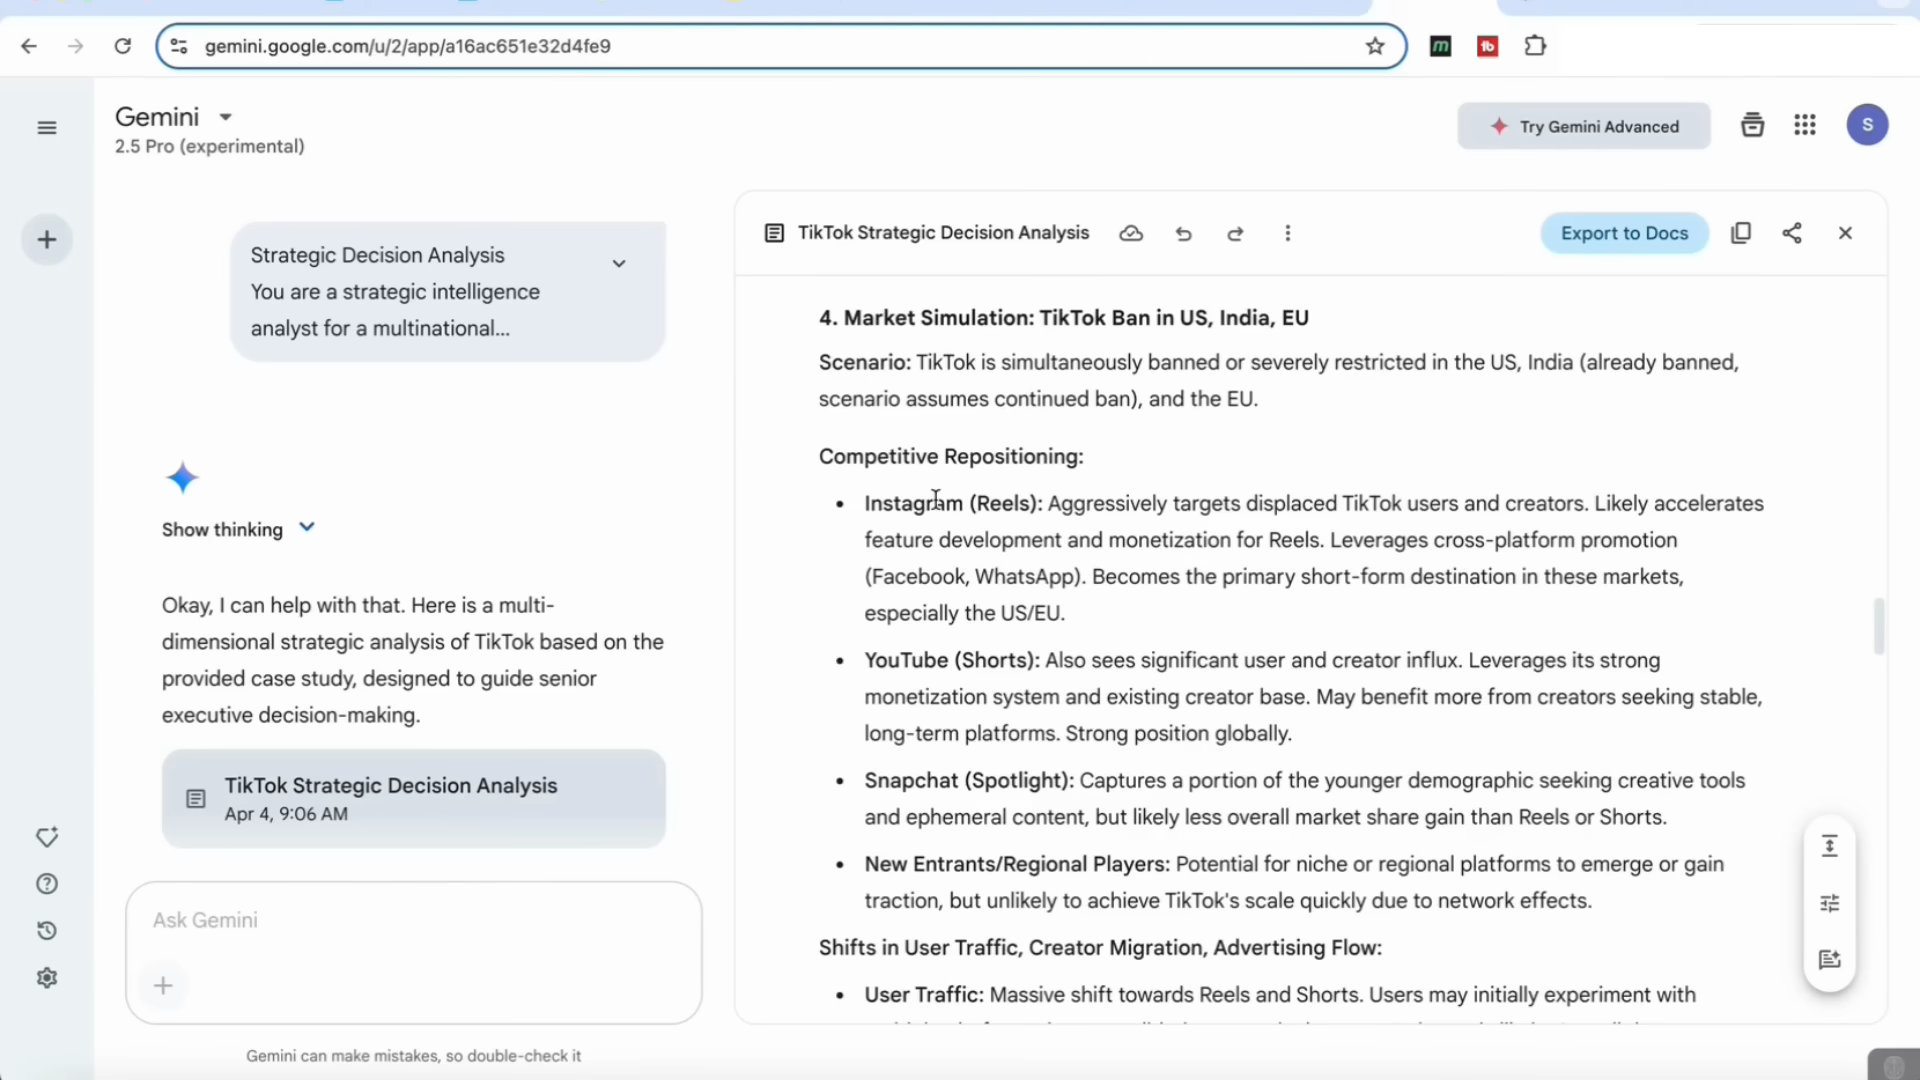 gemini.google.com/u/2/app/a16ac651e32d4fe9
Gemini
2.5 Pro (experimental)
Try Gemini Advanced
S
Strategic Decision Analysis
You are a strategic intelligence
analyst for a multinational...
Show thinking
Okay, I can help with that. Here is a multi-
dimensional strategic analysis of TikTok based on the
provided case study, designed to guide senior
executive decision-making.
TikTok Strategic Decision Analysis
Apr 4, 9:06 AM
Ask Gemini
Gemini can make mistakes, so double-check it
TikTok Strategic Decision Analysis
Export to Docs
4. Market Simulation: TikTok Ban in US, India, EU
Scenario: TikTok is simultaneously banned or severely restricted in the US, India (already banned,
scenario assumes continued ban), and the EU.
Competitive Repositioning:
• Instagram (Reels): Aggressively targets displaced TikTok users and creators. Likely accelerates
feature development and monetization for Reels. Leverages cross-platform promotion
(Facebook, WhatsApp). Becomes the primary short-form destination in these markets,
especially the US/EU.
• YouTube (Shorts): Also sees significant user and creator influx. Leverages its strong
monetization system and existing creator base. May benefit more from creators seeking stable,
long-term platforms. Strong position globally.
• Snapchat (Spotlight): Captures a portion of the younger demographic seeking creative tools
and ephemeral content, but likely less overall market share gain than Reels or Shorts.
• New Entrants/Regional Players: Potential for niche or regional platforms to emerge or gain
traction, but unlikely to achieve TikTok's scale quickly due to network effects.
Shifts in User Traffic, Creator Migration, Advertising Flow:
• User Traffic: Massive shift towards Reels and Shorts. Users may initially experiment with